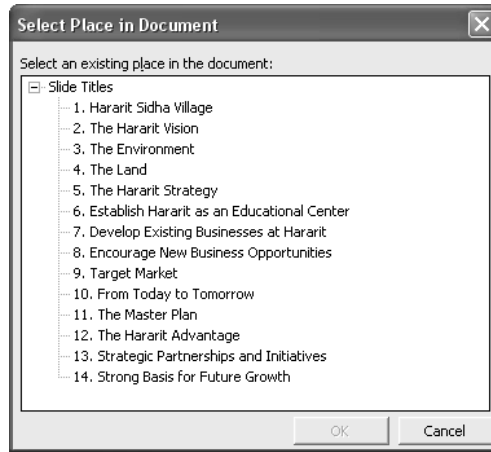 Select Place in Document
Select an existing place in the document:
Slide Titles
1. Hararit Sidha Village
2. The Hararit Vision
3. The Environment
4. The Land
5. The Hararit Strategy
6. Establish Hararit as an Educational Center
7. Develop Existing Businesses at Hararit
8. Encourage New Business Opportunities
9. Target Market
10. From Today to Tomorrow
11. The Master Plan
12. The Hararit Advantage
13. Strategic Partnerships and Initiatives
14. Strong Basis for Future Growth
OK Cancel